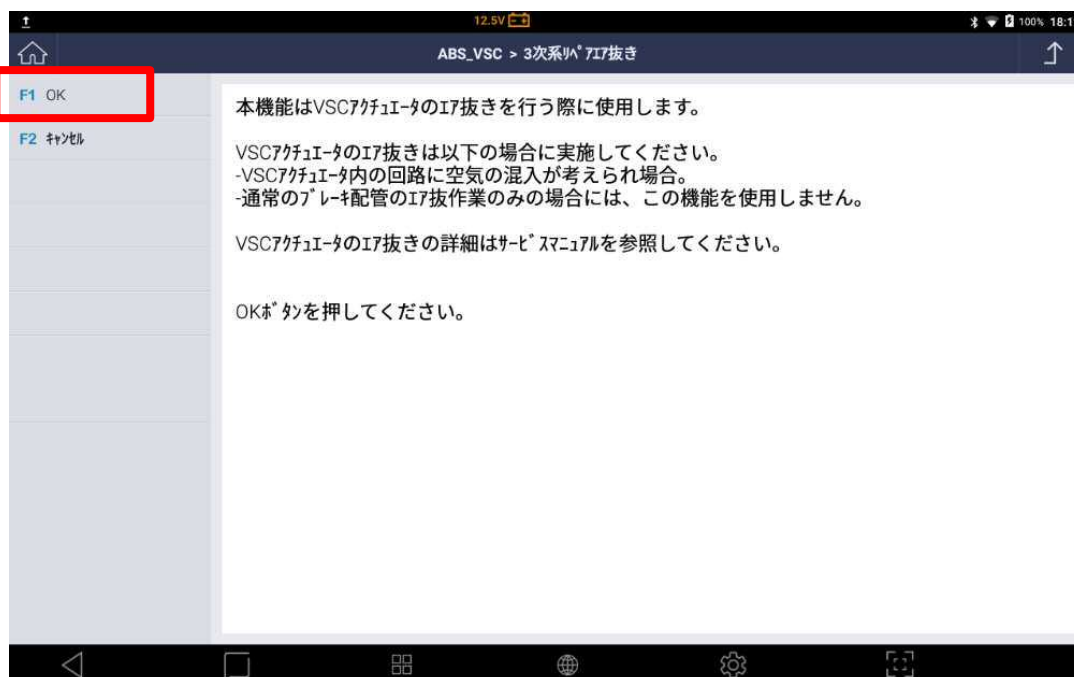 12.5V
100% 18:1
ABS_VSC > 3次系ﾘﾍﾟｱｴｱ抜き
F1 OK
F2 ｷｬﾝｾﾙ
本機能はVSCｱｸﾁｭｴｰﾀのｴｱ抜きを行う際に使用します。
VSCｱｸﾁｭｴｰﾀのｴｱ抜きは以下の場合に実施してください。
-VSCｱｸﾁｭｴｰﾀ内の回路に空気の混入が考えられ場合。
-通常のﾌﾞﾚｰｷ配管のｴｱ抜作業のみの場合には、この機能を使用しません。
VSCｱｸﾁｭｴｰﾀのｴｱ抜きの詳細はｻｰﾋﾞｽﾏﾆｭｱﾙを参照してください。
OKﾎﾞﾀﾝを押してください。